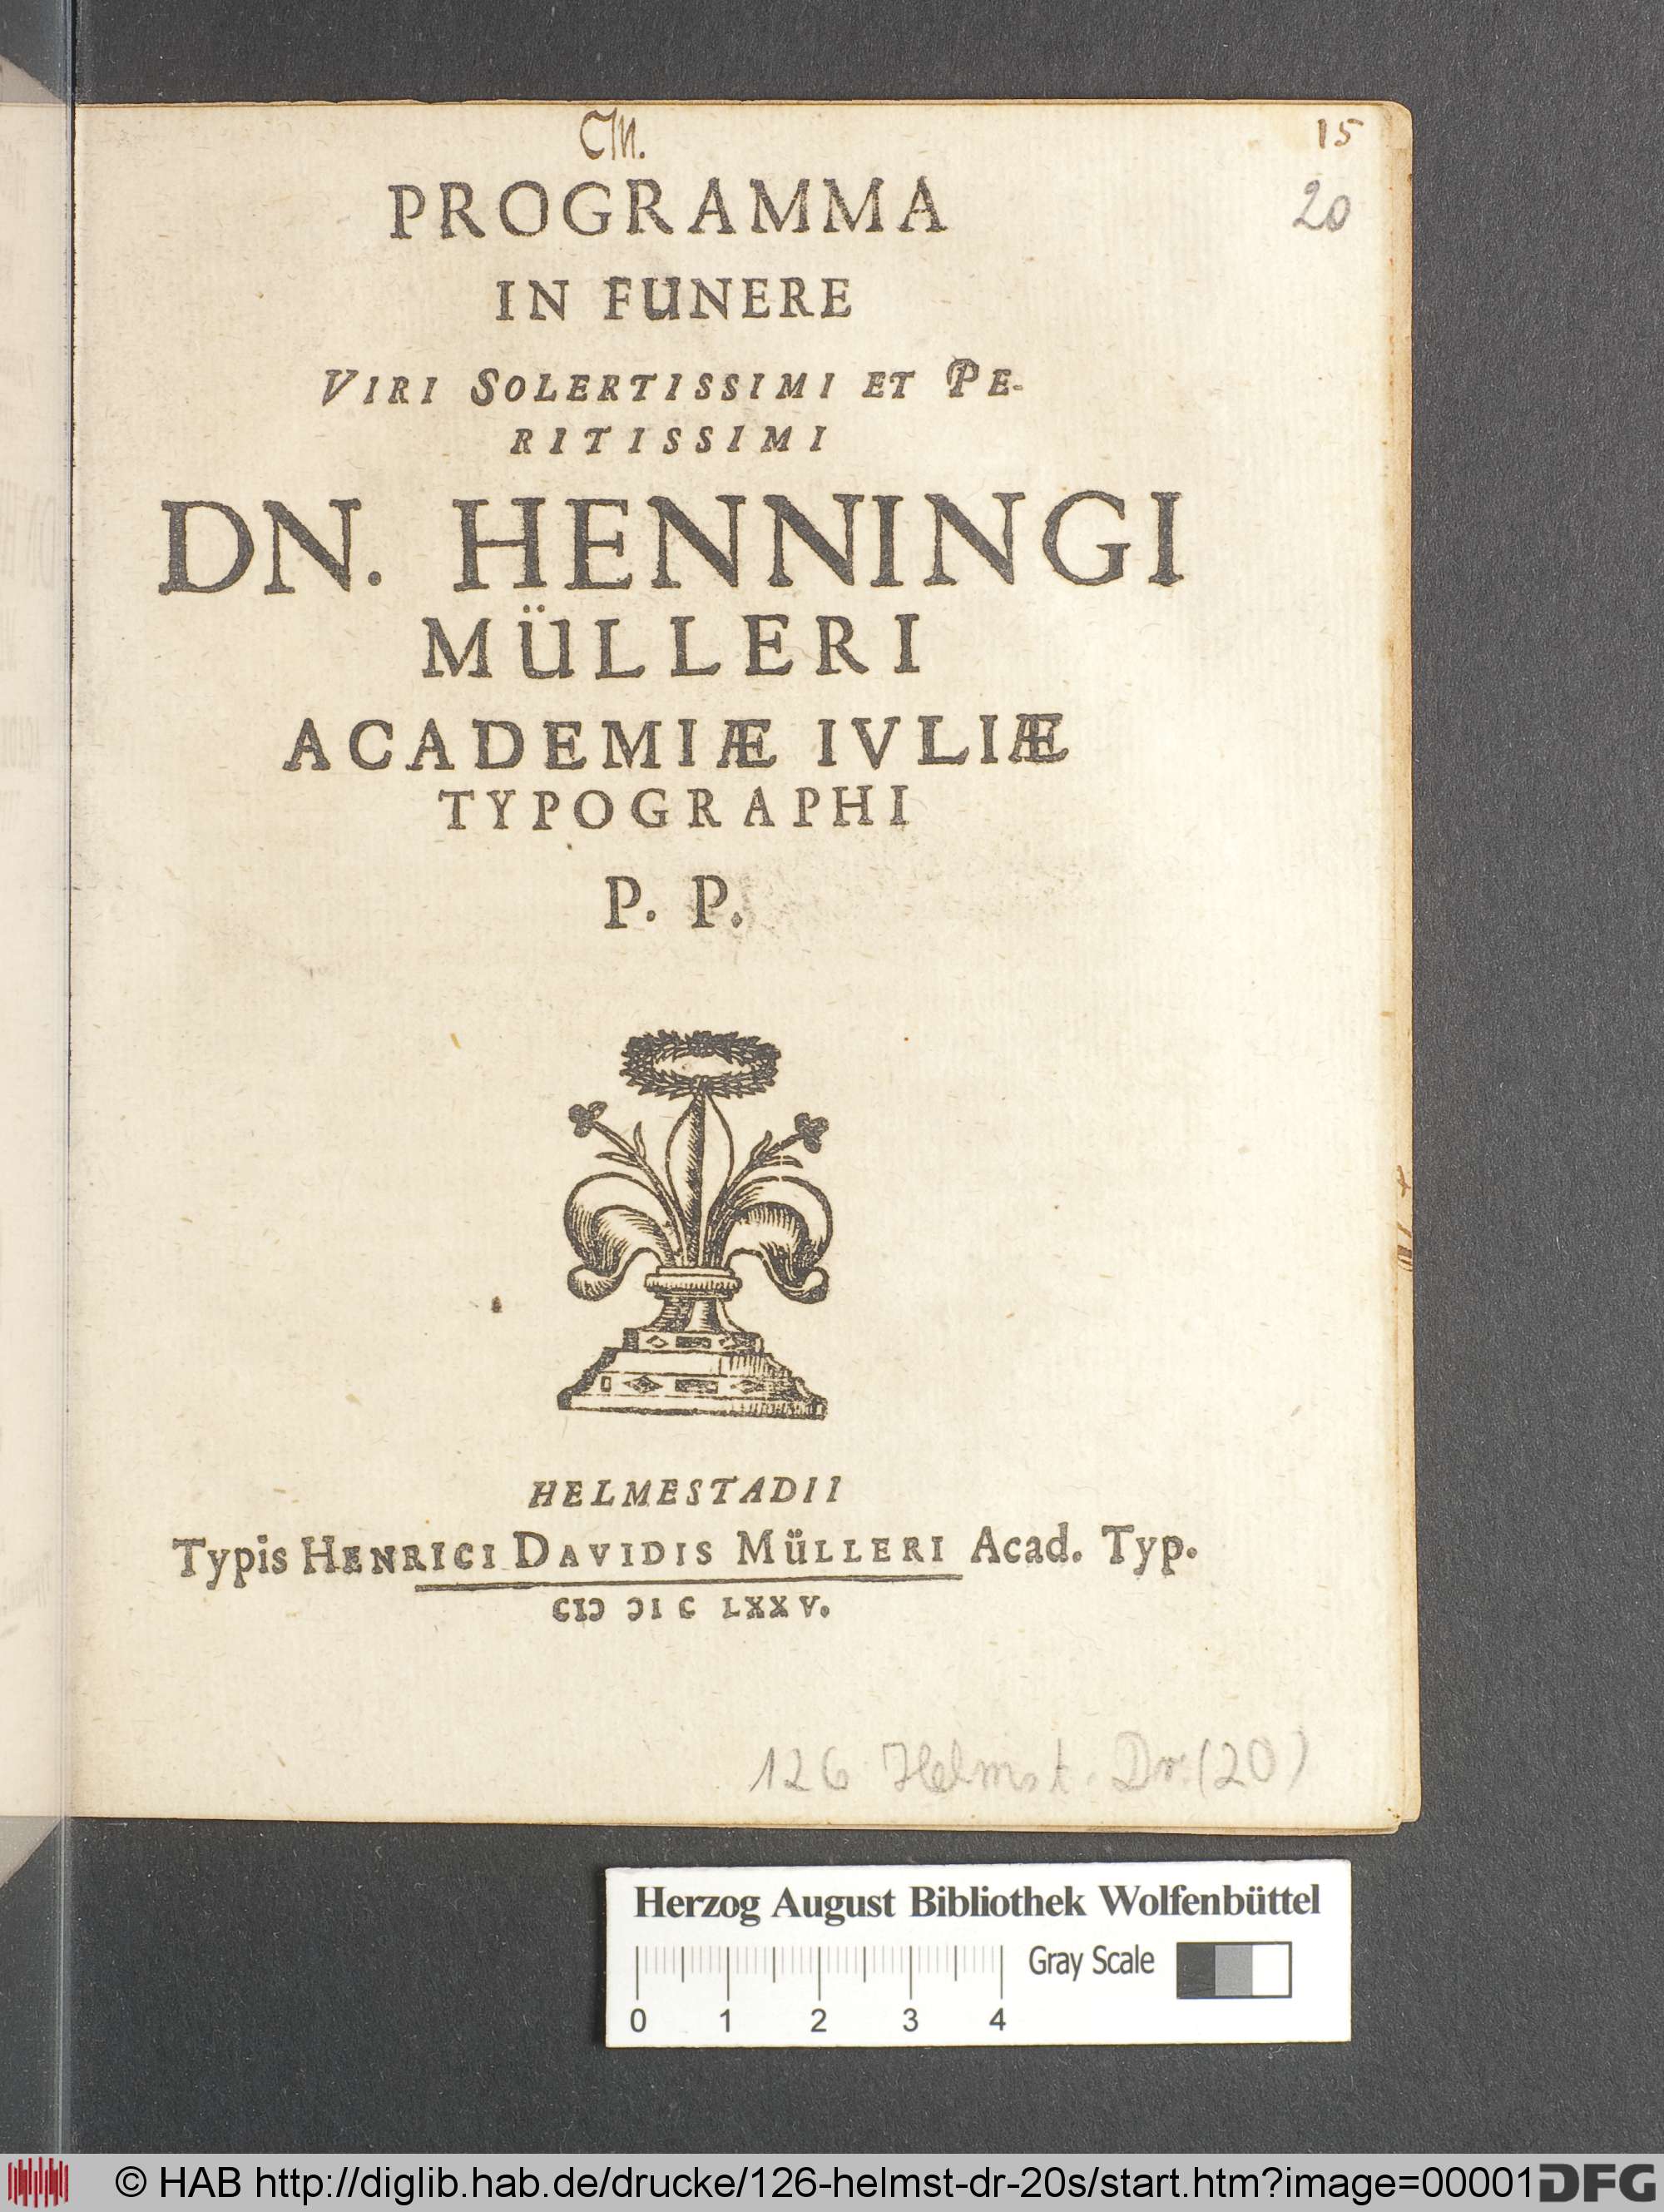 15
20
PROGRAMMA
IN FUNERE
VIRI SOLERTISSIMI ET PE-
RITISSIMI
DN. HENNINGI
MÜLLERI
ACADEMIÆ IVLIÆ
TYPOGRAPHI
P. P.
HELMESTADII
Typis HENRICI DAVIDIS MÜLLERI Acad. Typ.
CIↃ ↃI C LXXV.
126 Helmst. Dr. (20)
Herzog August Bibliothek Wolfenbüttel
Gray Scale
0 1 2 3 4
© HAB http://diglib.hab.de/drucke/126-helmst-dr-20s/start.htm?image=00001
DFG